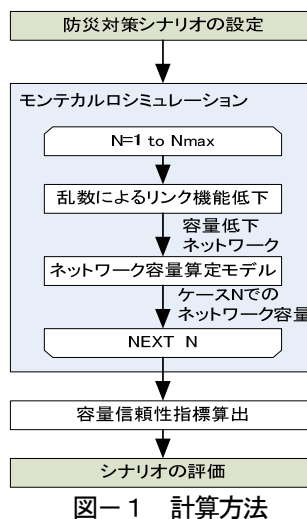 防災対策シナリオの設定
モンテカルロシミュレーション
N=1 to Nmax
乱数によるリンク機能低下
容量低下
ネットワーク
ネットワーク容量算定モデル
ケースNでの
ネットワーク容量
NEXT N
容量信頼性指標算出
シナリオの評価
図－1 計算方法